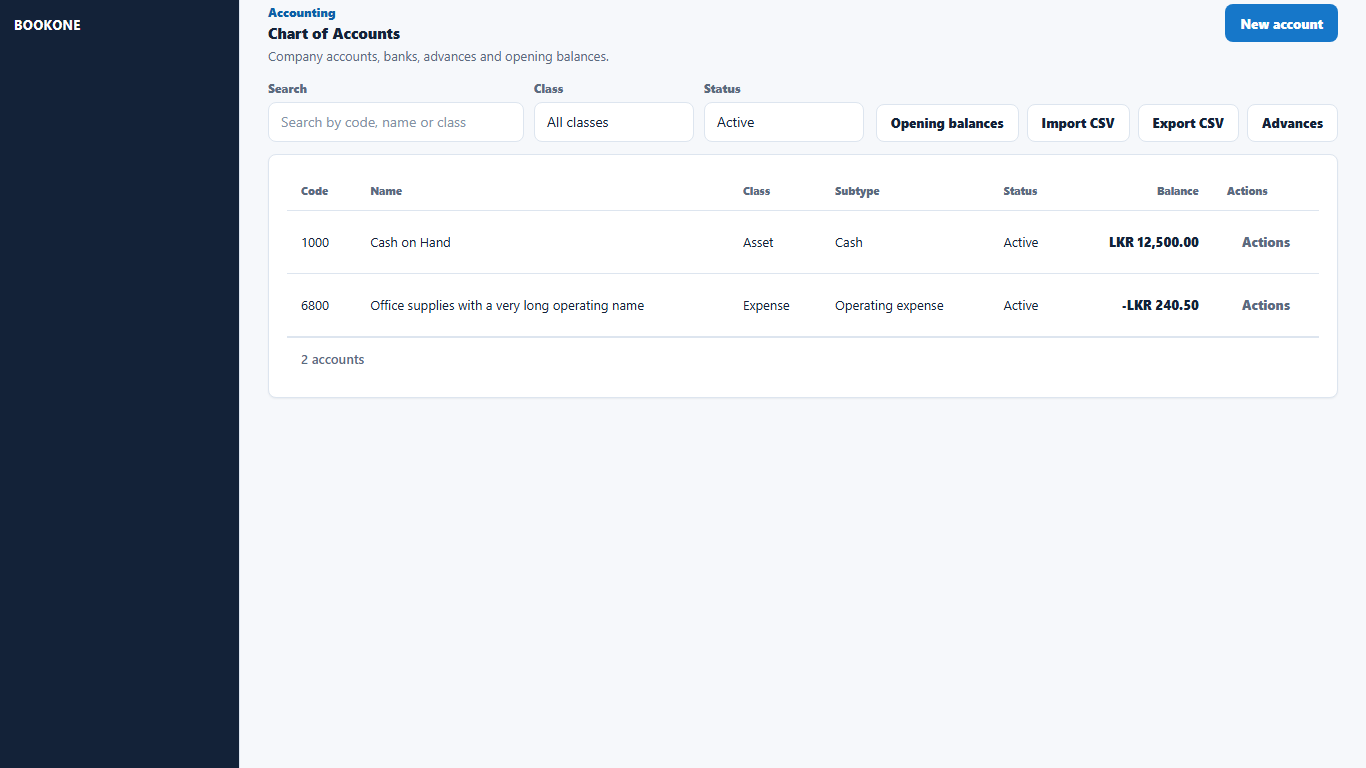 BOOKONE
Accounting
Chart of Accounts
Company accounts, banks, advances and opening balances.
New account
Search
Class
Status
Search by code, name or class
All classes
Active
Opening balances
Import CSV
Export CSV
Advances
Code Name Class Subtype Status Balance Actions
1000 Cash on Hand Asset Cash Active LKR 12,500.00 Actions
6800 Office supplies with a very long operating name Expense Operating expense Active -LKR 240.50 Actions
2 accounts